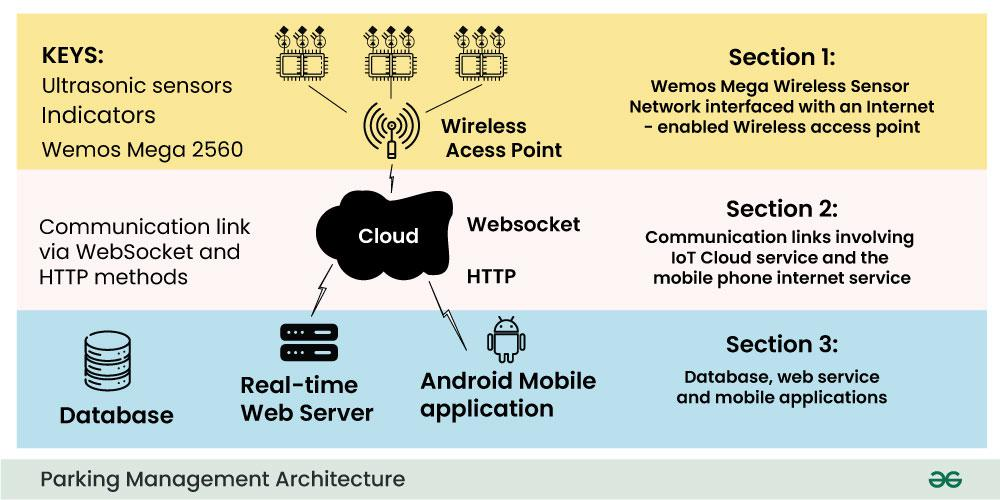 KEYS:
Ultrasonic sensors
Indicators
Wemos Mega 2560
Wireless
Acess Point
Section 1:
Wemos Mega Wireless Sensor
Network interfaced with an Internet
- enabled Wireless access point
Communication link
via WebSocket and
HTTP methods
Cloud
Websocket
HTTP
Section 2:
Communication links involving
IoT Cloud service and the
mobile phone internet service
Database
Real-time
Web Server
Android Mobile
application
Section 3:
Database, web service
and mobile applications
Parking Management Architecture